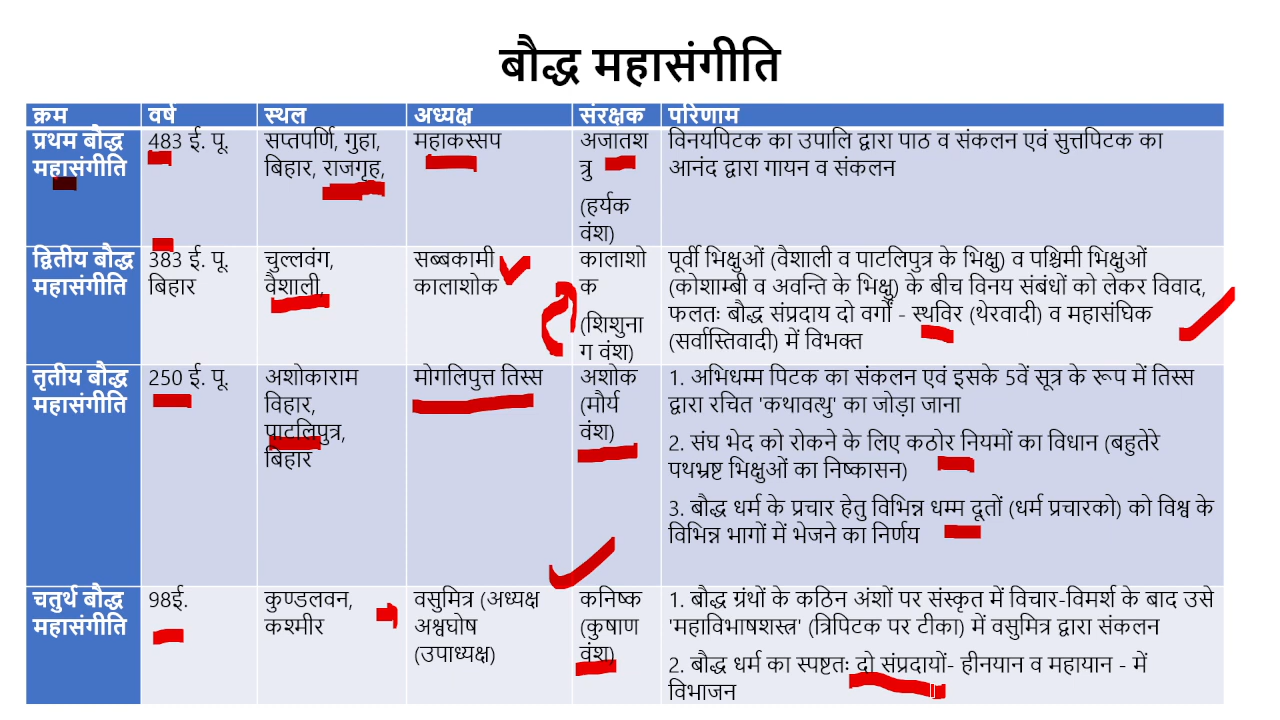 बौद्ध महासंगीति
क्रम वर्ष स्थल अध्यक्ष संरक्षक परिणाम
प्रथम बौद्ध महासंगीति
483 ई. पू.
सप्तपर्णि, गुहा,
बिहार, राजगृह,
महाकस्सप
अजातश
त्रु
(हर्यक
वंश)
विनयपिटक का उपालि द्वारा पाठ व संकलन एवं सुत्तपिटक का
आनंद द्वारा गायन व संकलन
द्वितीय बौद्ध
महासंगीति
383 ई. पू.
बिहार
चुल्लवंग,
वैशाली,
सब्बकामी
कालाशोक
कालाशो
क
(शिशुना
ग वंश)
पूर्वी भिक्षुओं (वैशाली व पाटलिपुत्र के भिक्षु) व पश्चिमी भिक्षुओं
(कोशाम्बी व अवन्ति के भिक्षु) के बीच विनय संबंधों को लेकर विवाद,
फलतः बौद्ध संप्रदाय दो वर्गों - स्थविर (थेरवादी) व महासंघिक
(सर्वास्तिवादी) में विभक्त
तृतीय बौद्ध
महासंगीति
250 ई. पू.
अशोकाराम
विहार,
पाटलिपुत्र,
बिहार
मोगलिपुत्त तिस्स
अशोक
(मौर्य
वंश)
1. अभिधम्म पिटक का संकलन एवं इसके 5वें सूत्र के रूप में तिस्स
द्वारा रचित 'कथावत्थु' का जोड़ा जाना
2. संघ भेद को रोकने के लिए कठोर नियमों का विधान (बहुतेरे
पथभ्रष्ट भिक्षुओं का निष्कासन)
3. बौद्ध धर्म के प्रचार हेतु विभिन्न धम्म दूतों (धर्म प्रचारको) को विश्व के
विभिन्न भागों में भेजने का निर्णय
चतुर्थ बौद्ध
महासंगीति
98ई.
कुण्डलवन,
कश्मीर
वसुमित्र (अध्यक्ष
अश्वघोष
(उपाध्यक्ष)
कनिष्क
(कुषाण
वंश)
1. बौद्ध ग्रंथों के कठिन अंशों पर संस्कृत में विचार-विमर्श के बाद उसे
'महाविभाषशस्त्र' (त्रिपिटक पर टीका) में वसुमित्र द्वारा संकलन
2. बौद्ध धर्म का स्पष्टतः दो संप्रदायों- हीनयान व महायान - में
विभाजन